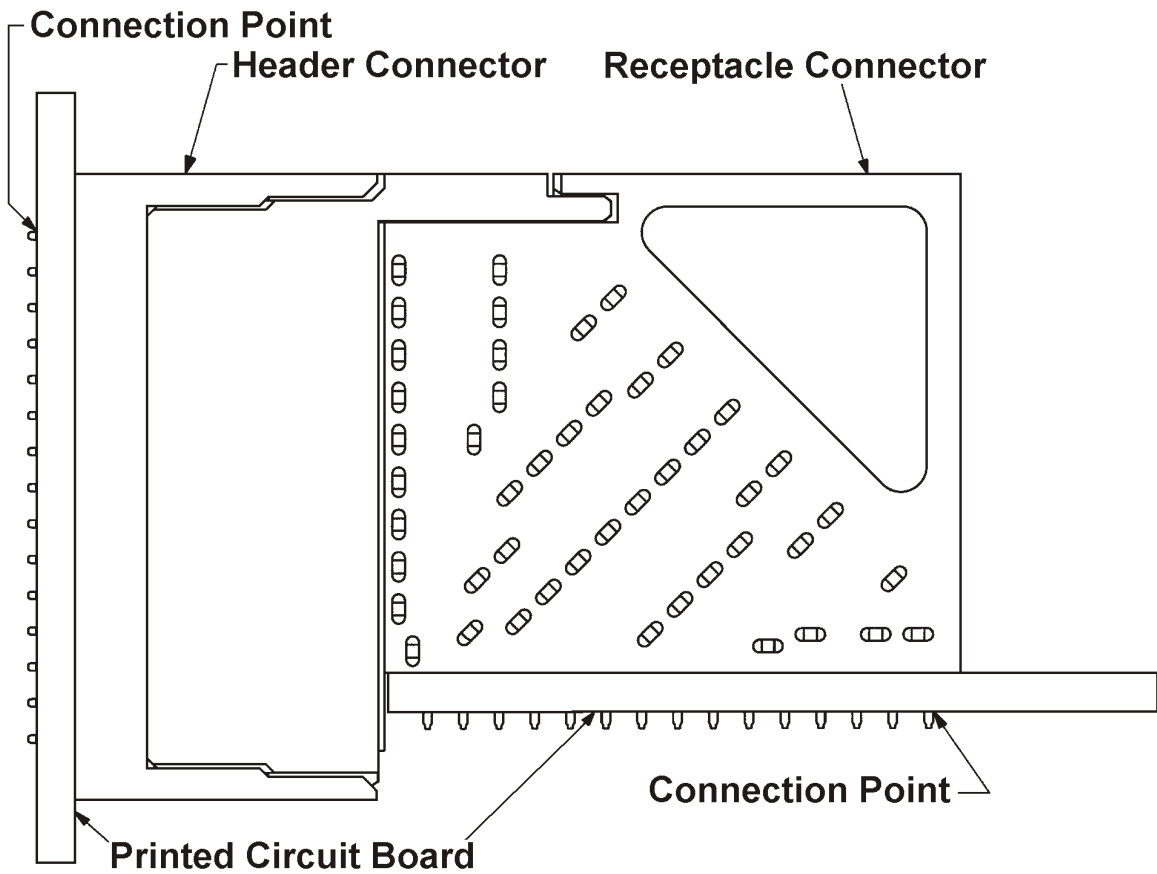 Connection Point
Header Connector
Receptacle Connector
Connection Point
Printed Circuit Board